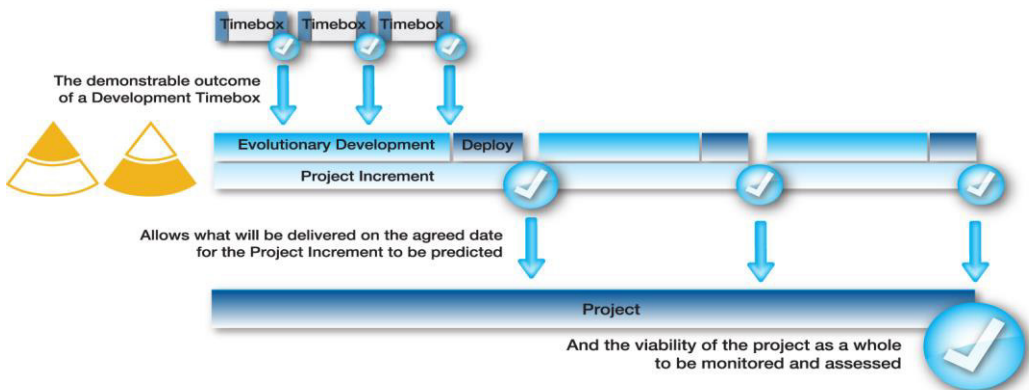 Timebox Timebox Timebox
The demonstrable outcome
of a Development Timebox
Evolutionary Development Deploy
Project Increment
Allows what will be delivered on the agreed date
for the Project Increment to be predicted
Project
And the viability of the project as a whole
to be monitored and assessed